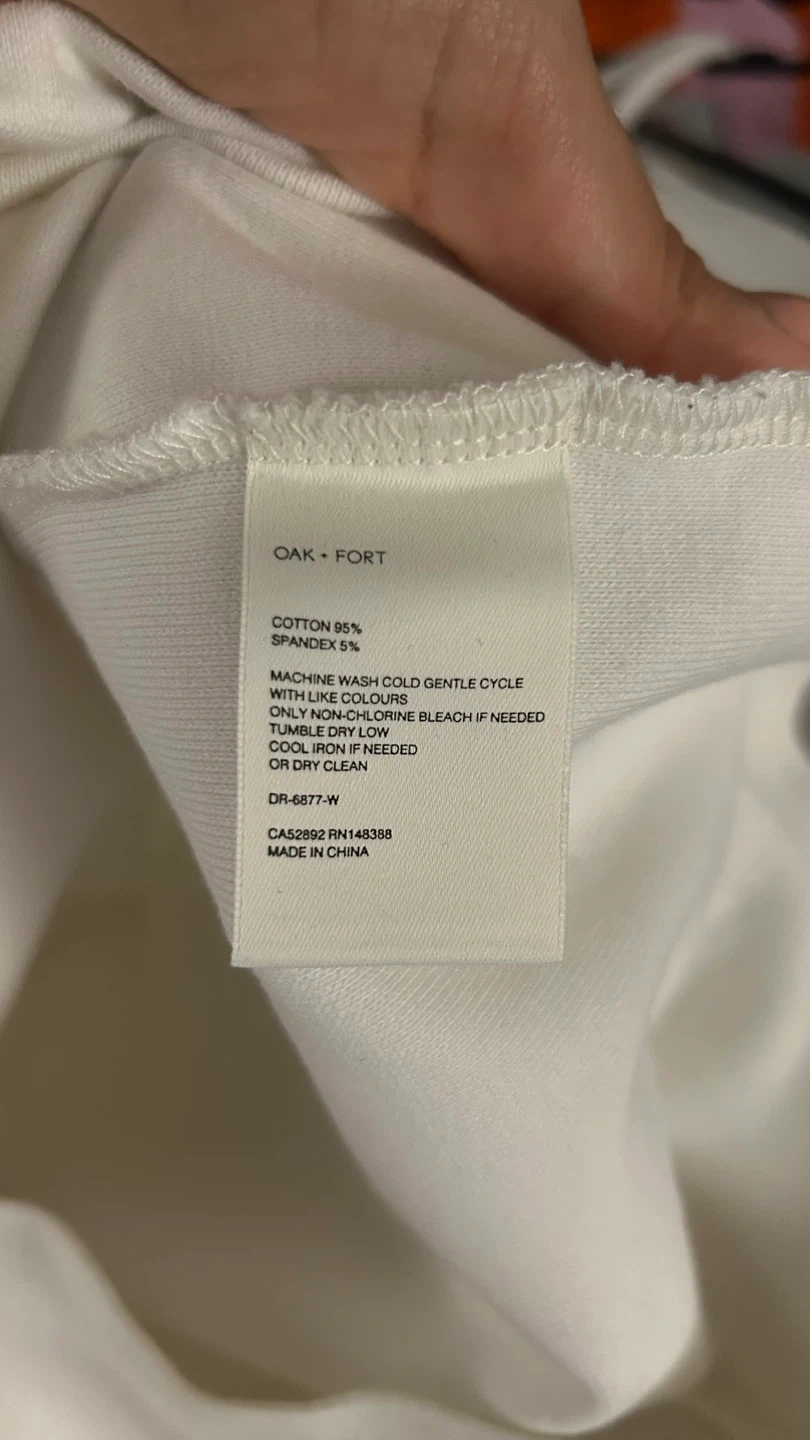 OAK + FORT
COTTON 95%
SPANDEX 5%
MACHINE WASH COLD GENTLE CYCLE
WITH LIKE COLOURS
ONLY NON-CHLORINE BLEACH IF NEEDED
TUMBLE DRY LOW
COOL IRON IF NEEDED
OR DRY CLEAN
DR-6877-W
CA52892 RN148388
MADE IN CHINA